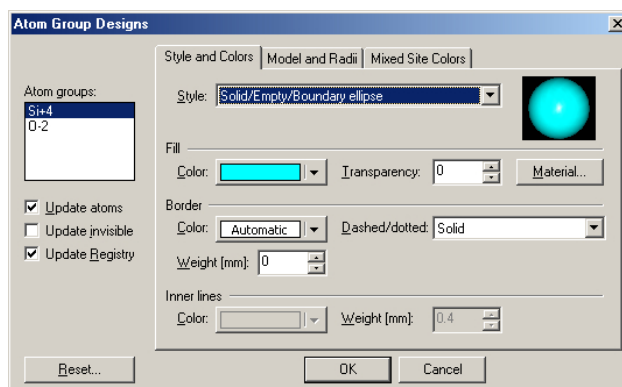 Atom Group Designs
Style and Colors Model and Radii Mixed Site Colors
Atom groups:
Si+4
O-2
Update atoms
Update invisible
Update Registry
Reset...
Style: Solid/Empty/Boundary ellipse
Fill
Color: Transparency: 0 Material...
Border
Color: Automatic Dashed/dotted: Solid
Weight [mm]: 0
Inner lines
Color: Weight [mm]: 0.4
OK Cancel